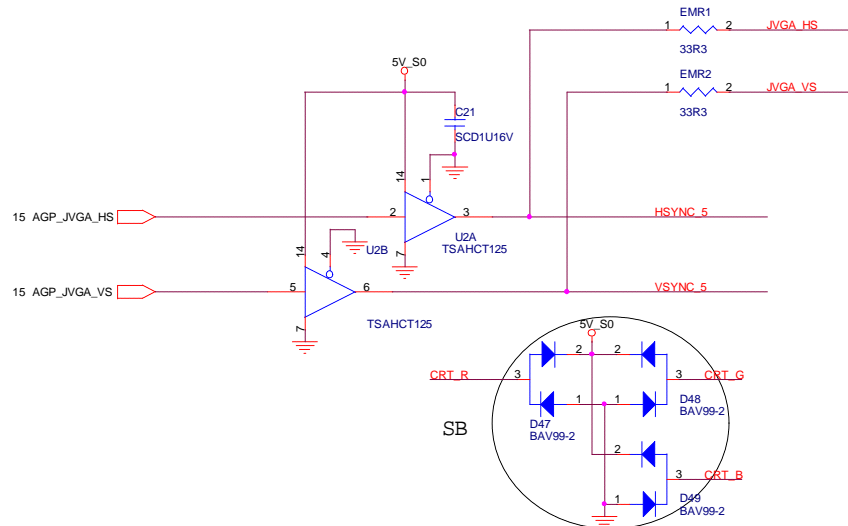 EMR1
1 2 JVGA_HS
33R3
EMR2
1 2 JVGA_VS
33R3
5V_S0
C21
SCD1U16V
14 1
15 AGP_JVGA_HS 2 3 HSYNC_5
U2A
TSAHCT125
7
14 4 U2B
15 AGP_JVGA_VS 5 6 VSYNC_5
TSAHCT125
7
5V_S0
2 2
CRT_R 3 3 CRT_G
1 1
D47
BAV99-2
D48
BAV99-2
SB
2
3 CRT_B
1
D49
BAV99-2